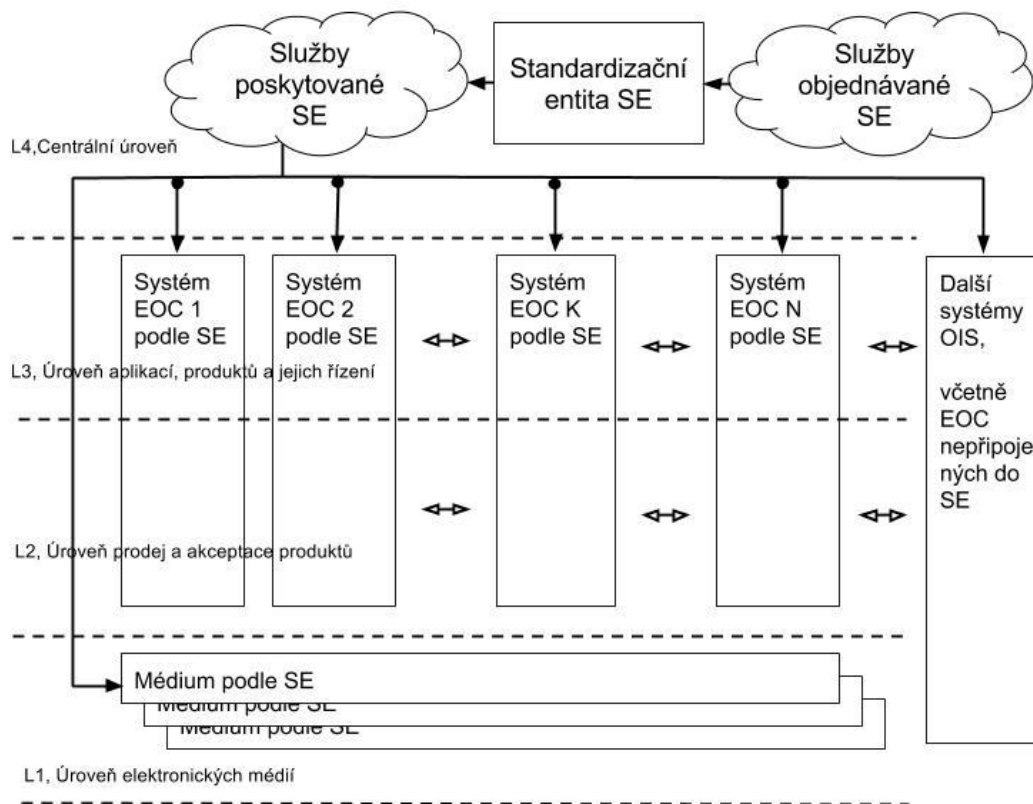 Služby
poskytované
SE
Standardizační
entita SE
Služby
objednávané
SE
L4,Centrální úroveň
Systém
EOC 1
podle SE
Systém
EOC 2
podle SE
Systém
EOC K
podle SE
Systém
EOC N
podle SE
Další
systémy
OIS,
včetně
EOC
nepřipoje
ných do
SE
L3, Úroveň aplikací, produktů a jejich řízení
L2, Úroveň prodej a akceptace produktů
Médium podle SE
Médium podle SE
Médium podle SE
L1, Úroveň elektronických médií